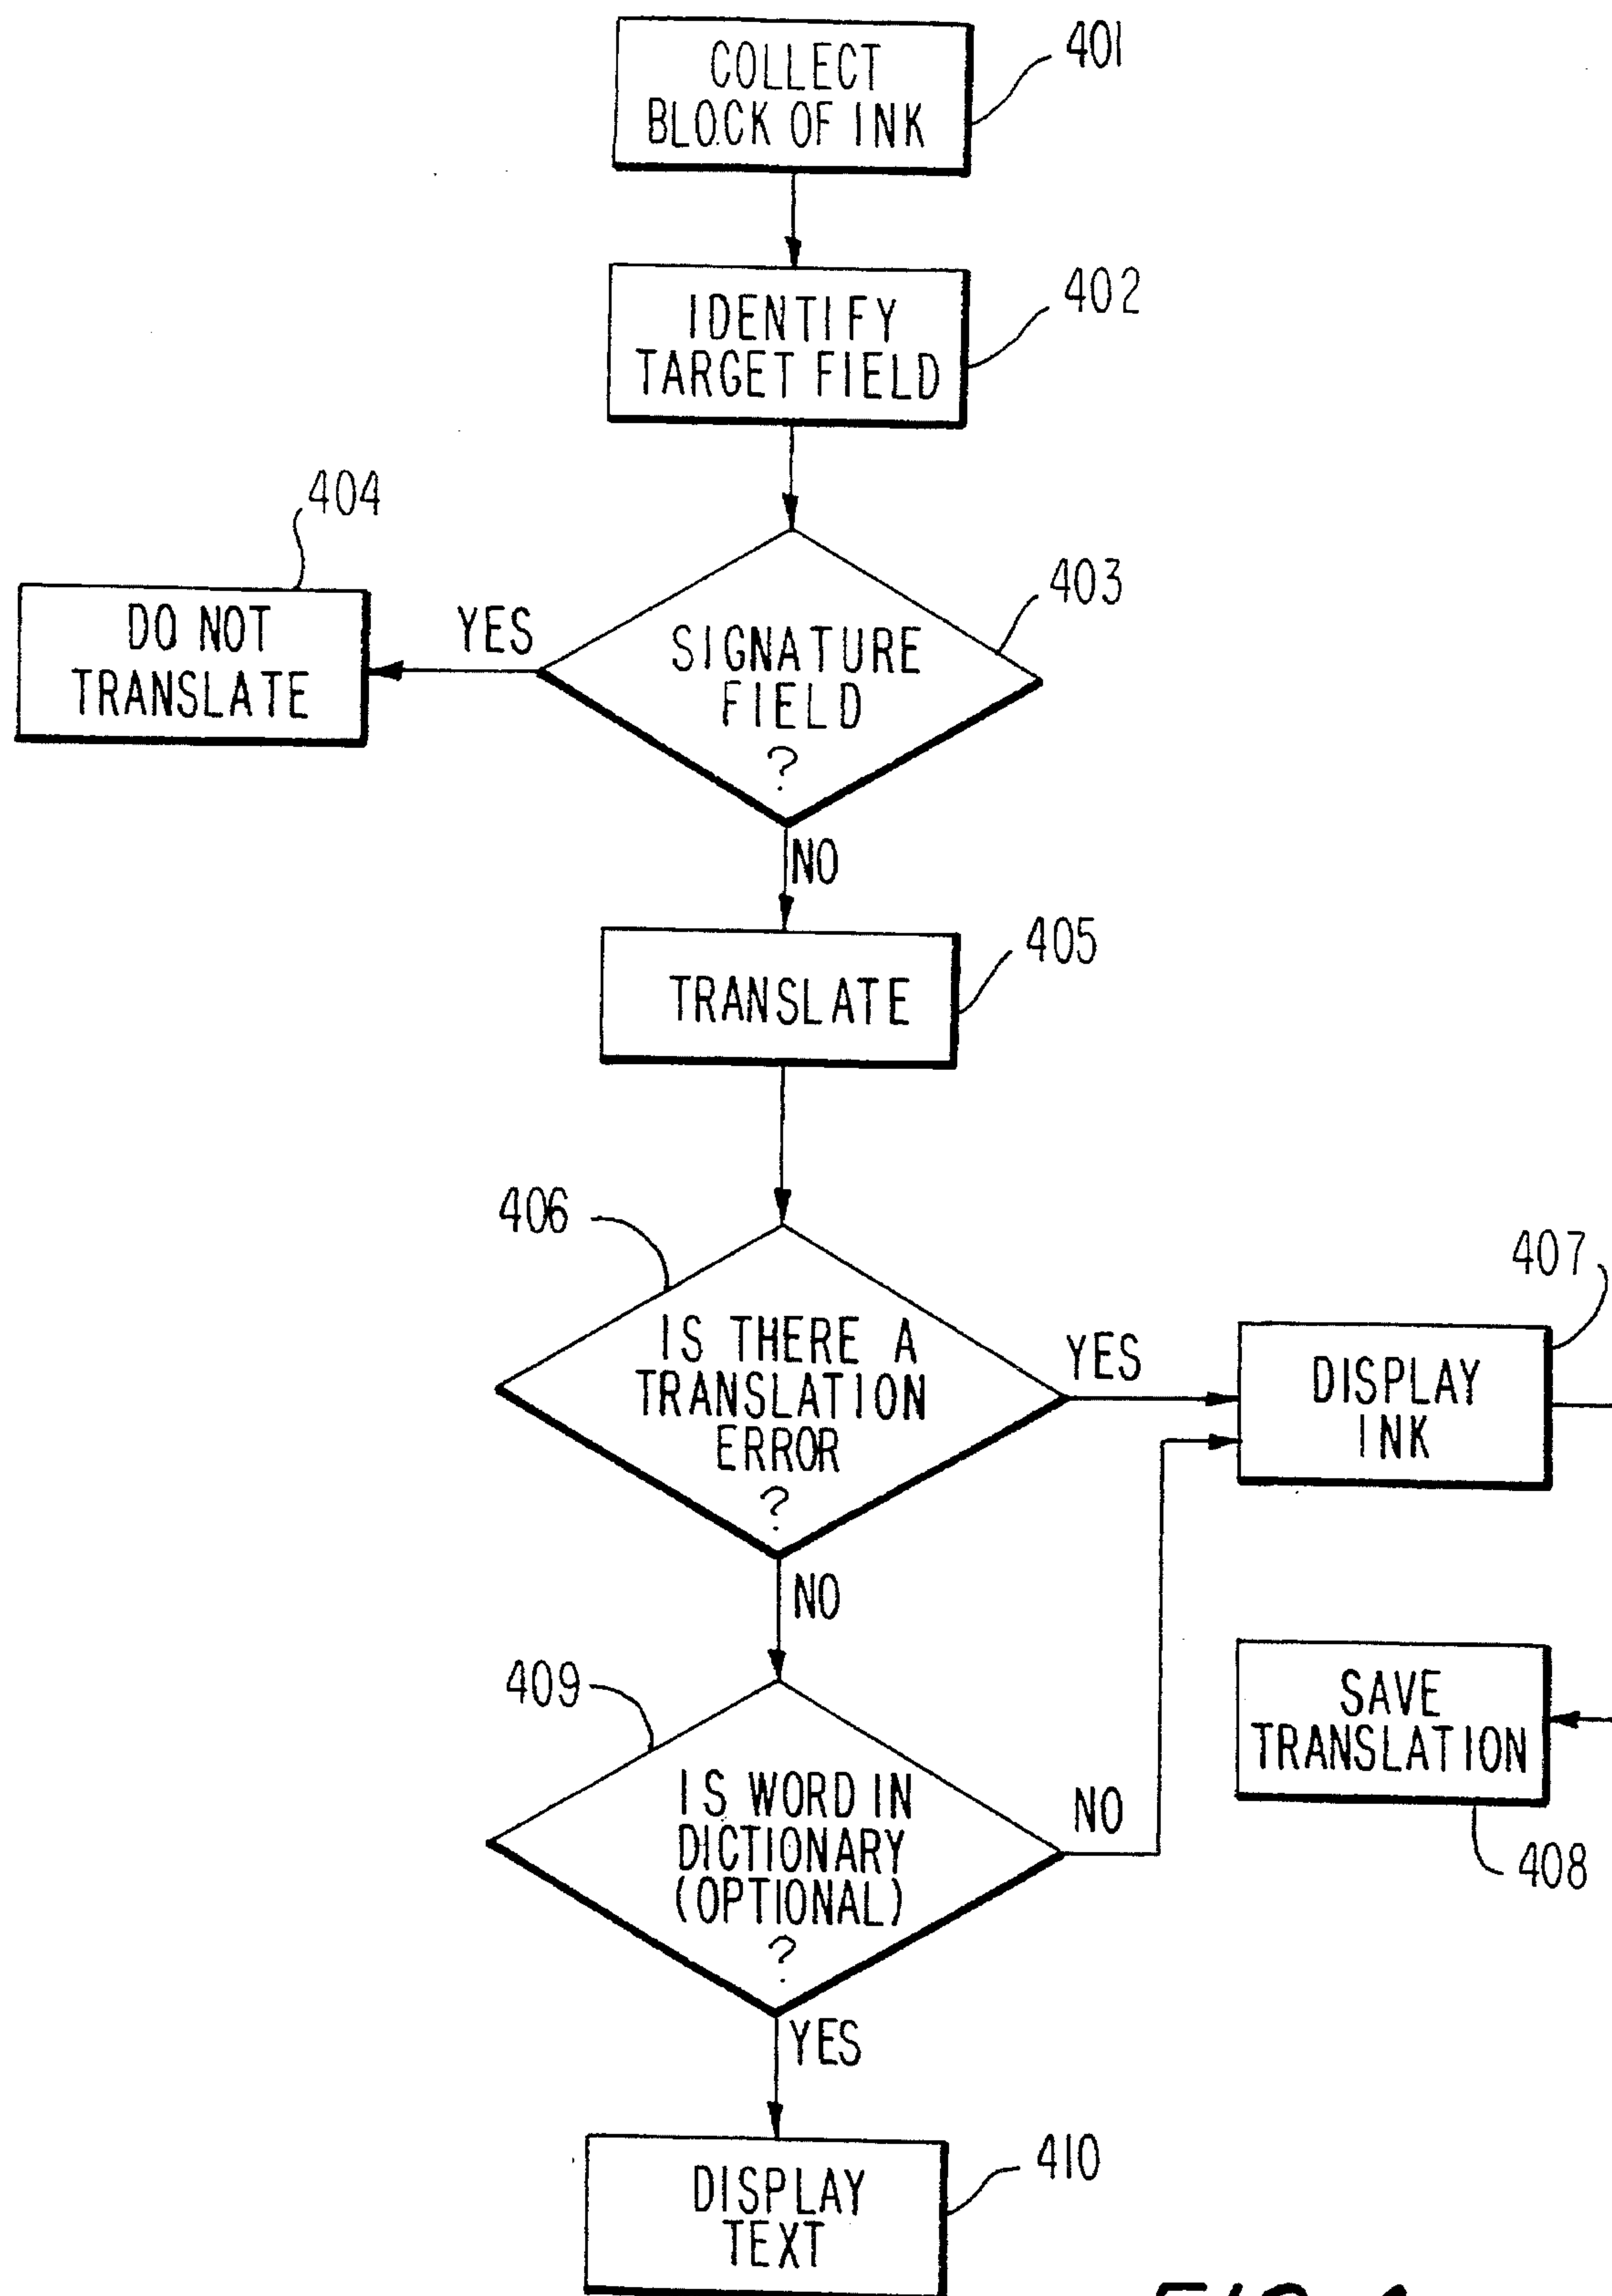 COLLECT
BLOCK OF INK
401
IDENTIFY
TARGET FIELD
402
404
DO NOT
TRANSLATE
YES
403
SIGNATURE
FIELD
?
NO
405
TRANSLATE
406
IS THERE A
TRANSLATION
ERROR
?
YES
407
DISPLAY
INK
NO
409
IS WORD IN
DICTIONARY
(OPTIONAL)
?
NO
SAVE
TRANSLATION
408
YES
DISPLAY
TEXT
410